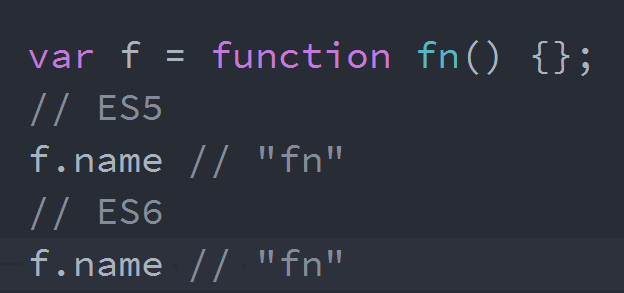 var f = function fn() {};
// ES5
f.name // "fn"
// ES6
f.name // "fn"